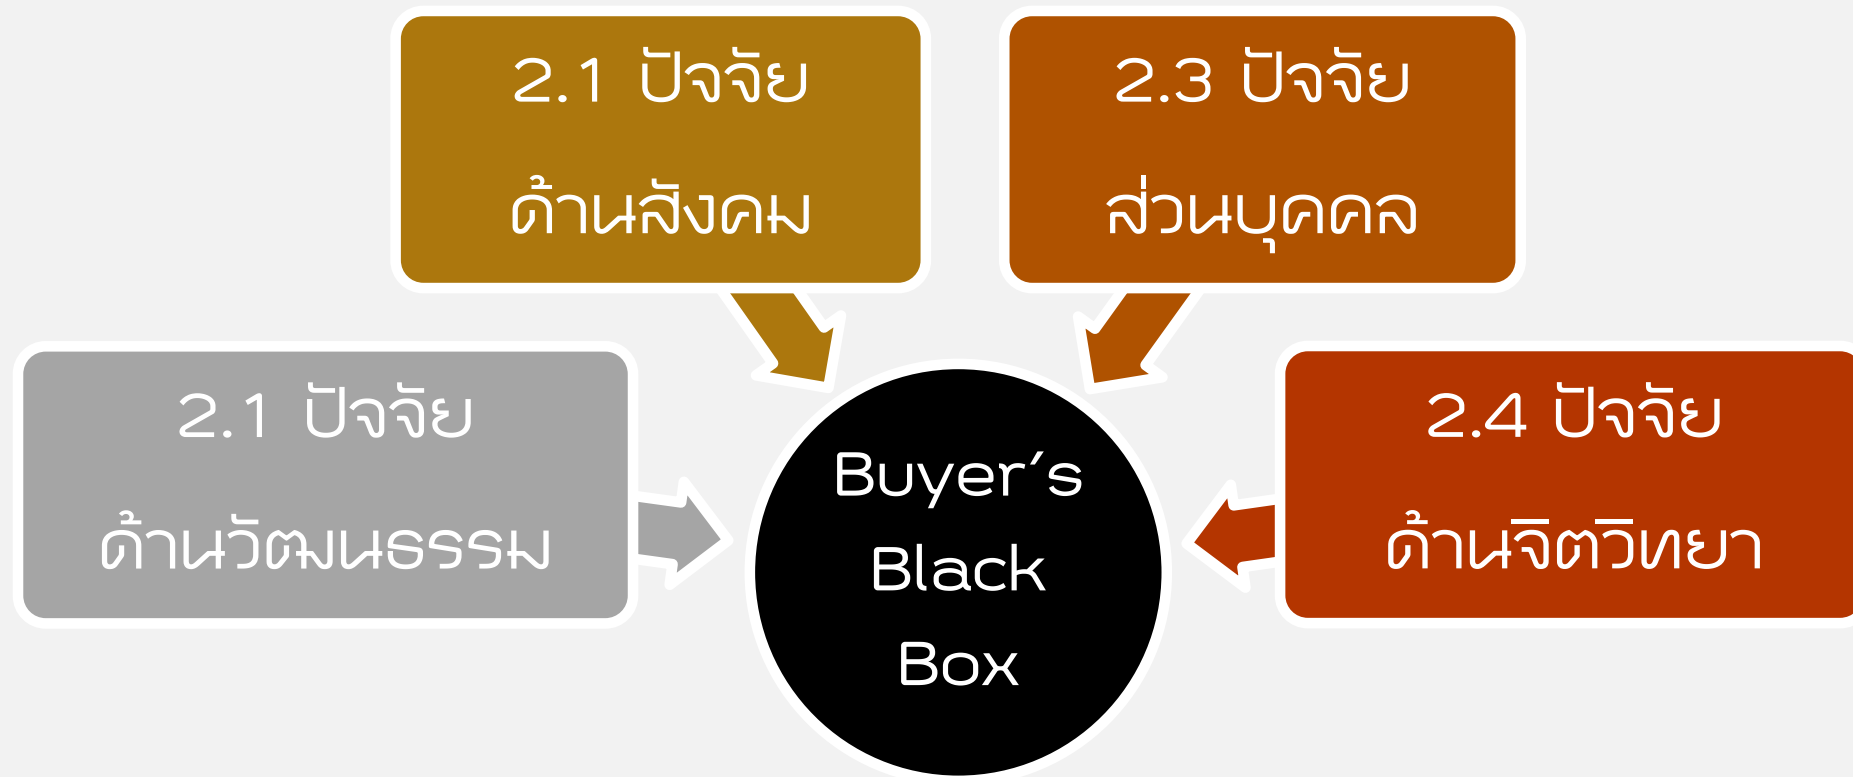 2.1 ปัจจัย
ด้านสังคม
2.3 ปัจจัย
ส่วนบุคคล
2.1 ปัจจัย
ด้านวัฒนธรรม
Buyer’s
Black
Box
2.4 ปัจจัย
ด้านจิตวิทยา